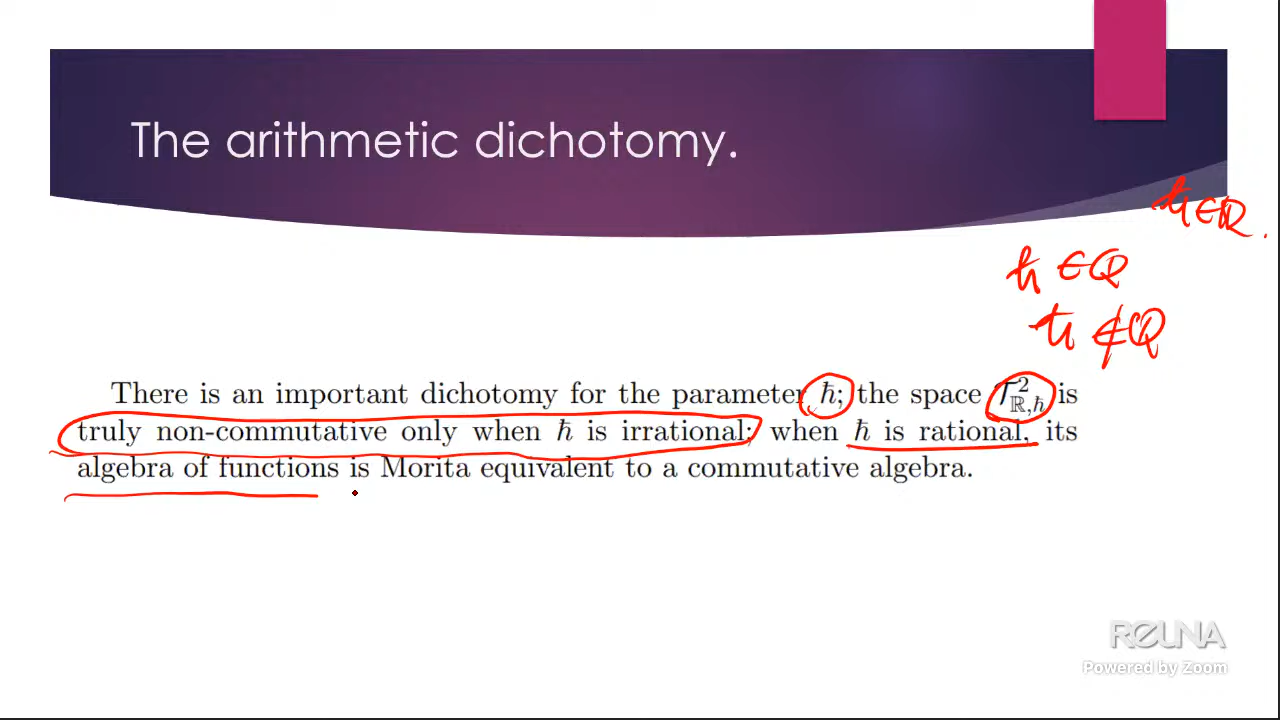 The arithmetic dichotomy.
ℏ ∈ ℝ.
ℏ ∈ ℚ
ℏ ∉ ℚ
There is an important dichotomy for the parameter ℏ; the space 𝒯²_{ℝ,ℏ} is
truly non-commutative only when ℏ is irrational; when ℏ is rational, its
algebra of functions is Morita equivalent to a commutative algebra.
REUNA
Powered by Zoom